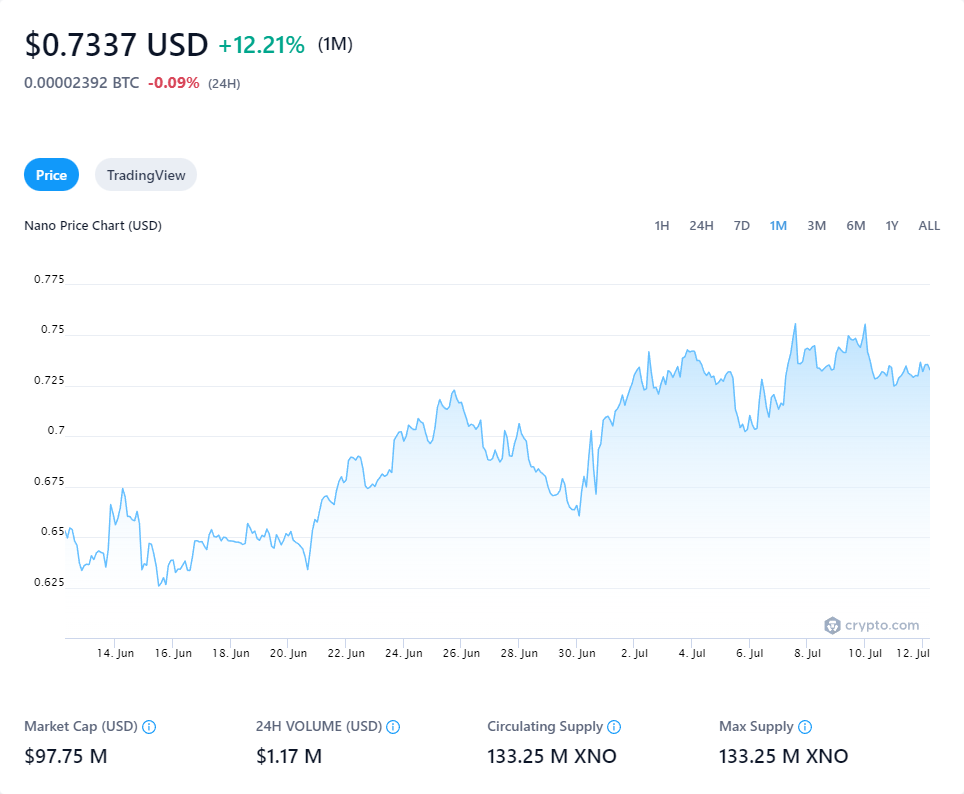 $0.7337 USD +12.21% (1M)
0.00002392 BTC -0.09% (24H)
Price TradingView
Nano Price Chart (USD) 1H 24H 7D 1M 3M 6M 1Y ALL
0.775
0.75
0.725
0.7
0.675
0.65
0.625
crypto.com
14. Jun 16. Jun 18. Jun 20. Jun 22. Jun 24. Jun 26. Jun 28. Jun 30. Jun 2. Jul 4. Jul 6. Jul 8. Jul 10. Jul 12. Jul
Market Cap (USD) 24H VOLUME (USD) Circulating Supply Max Supply
$97.75 M $1.17 M 133.25 M XNO 133.25 M XNO